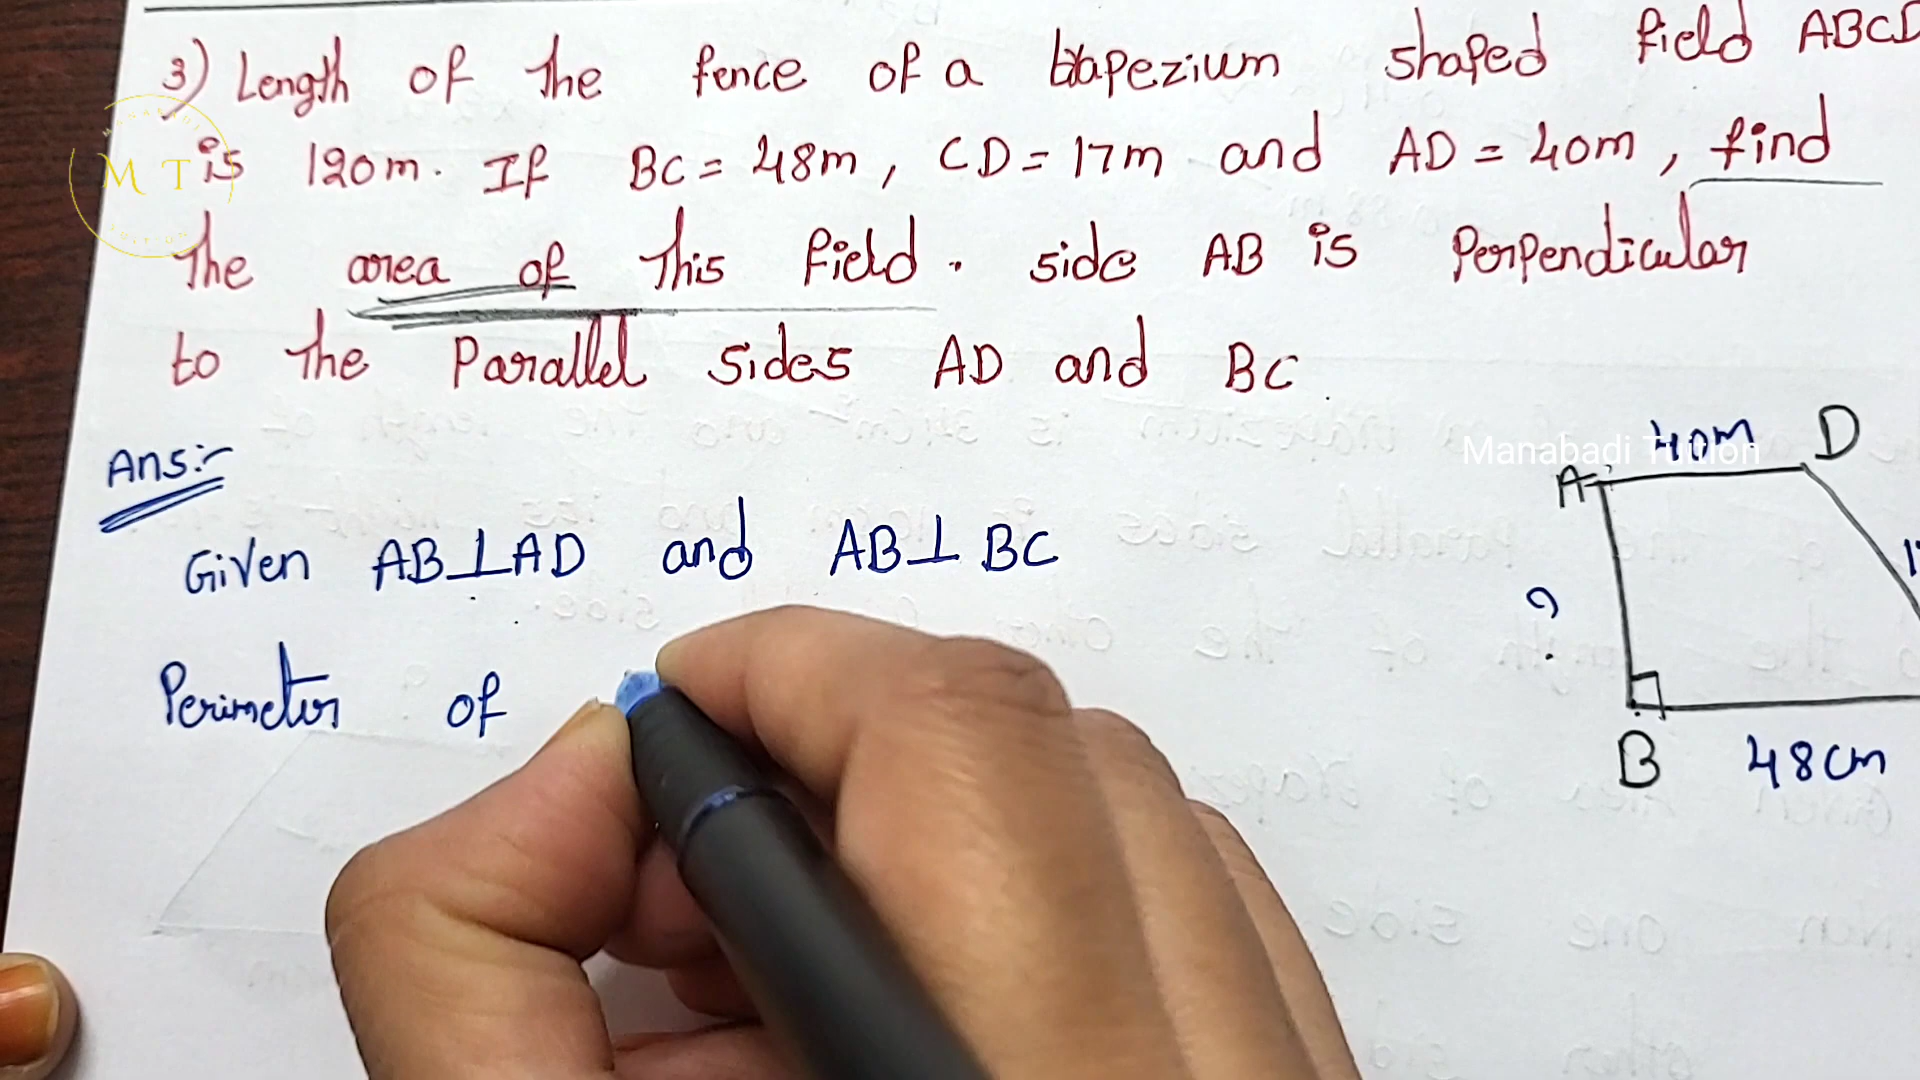 3) Length of the fence of a trapezium shaped field ABCD
is 120m. If BC = 48m, CD = 17m and AD = 40m, find
the area of this field. side AB is Perpendicular
to the Parallel sides AD and BC
Ans:-
Given AB⊥AD and AB⊥BC
Perimeter of
40m
A
D
?
B
48cm
MT
Manabadi Tuition